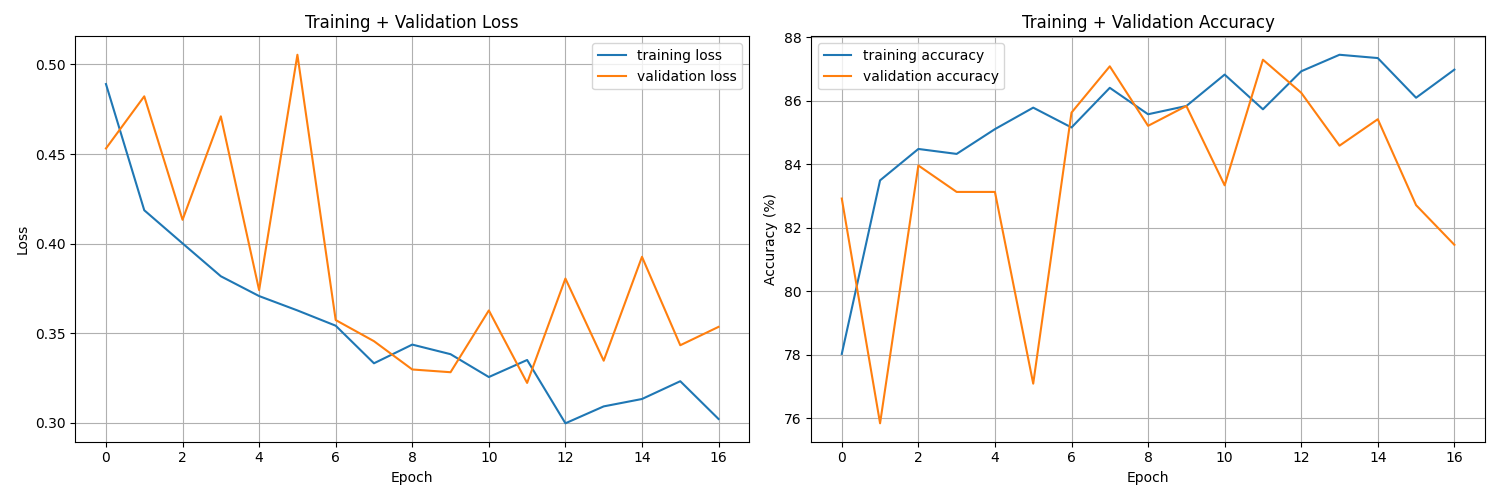 Training + Validation Loss
training loss
validation loss
0.50
0.45
0.40
0.35
0.30
Loss
0 2 4 6 8 10 12 14 16
Epoch
Training + Validation Accuracy
training accuracy
validation accuracy
88
86
84
82
80
78
76
Accuracy (%)
0 2 4 6 8 10 12 14 16
Epoch